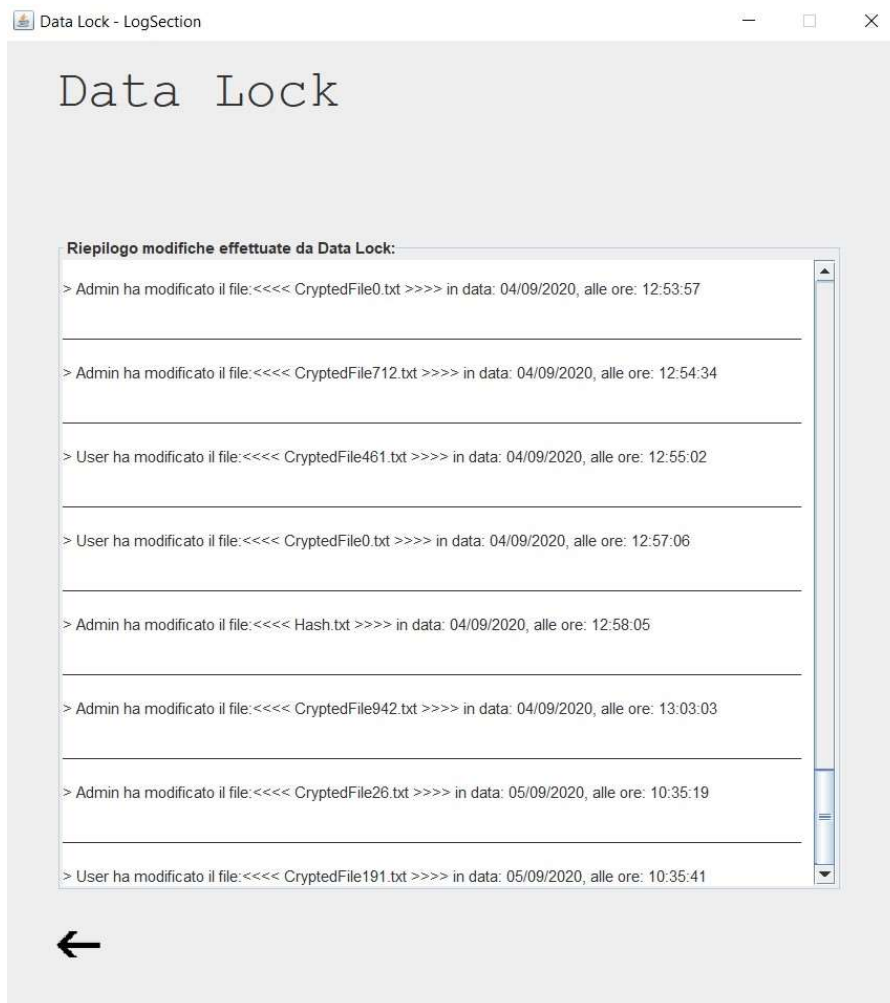 Data Lock - LogSection
Data Lock
Riepilogo modifiche effettuate da Data Lock:
> Admin ha modificato il file:<<<< CryptedFile0.txt >>>> in data: 04/09/2020, alle ore: 12:53:57
> Admin ha modificato il file:<<<< CryptedFile712.txt >>>> in data: 04/09/2020, alle ore: 12:54:34
> User ha modificato il file:<<<< CryptedFile461.txt >>>> in data: 04/09/2020, alle ore: 12:55:02
> User ha modificato il file:<<<< CryptedFile0.txt >>>> in data: 04/09/2020, alle ore: 12:57:06
> Admin ha modificato il file:<<<< Hash.txt >>>> in data: 04/09/2020, alle ore: 12:58:05
> Admin ha modificato il file:<<<< CryptedFile942.txt >>>> in data: 04/09/2020, alle ore: 13:03:03
> Admin ha modificato il file:<<<< CryptedFile26.txt >>>> in data: 05/09/2020, alle ore: 10:35:19
> User ha modificato il file:<<<< CryptedFile191.txt >>>> in data: 05/09/2020, alle ore: 10:35:41